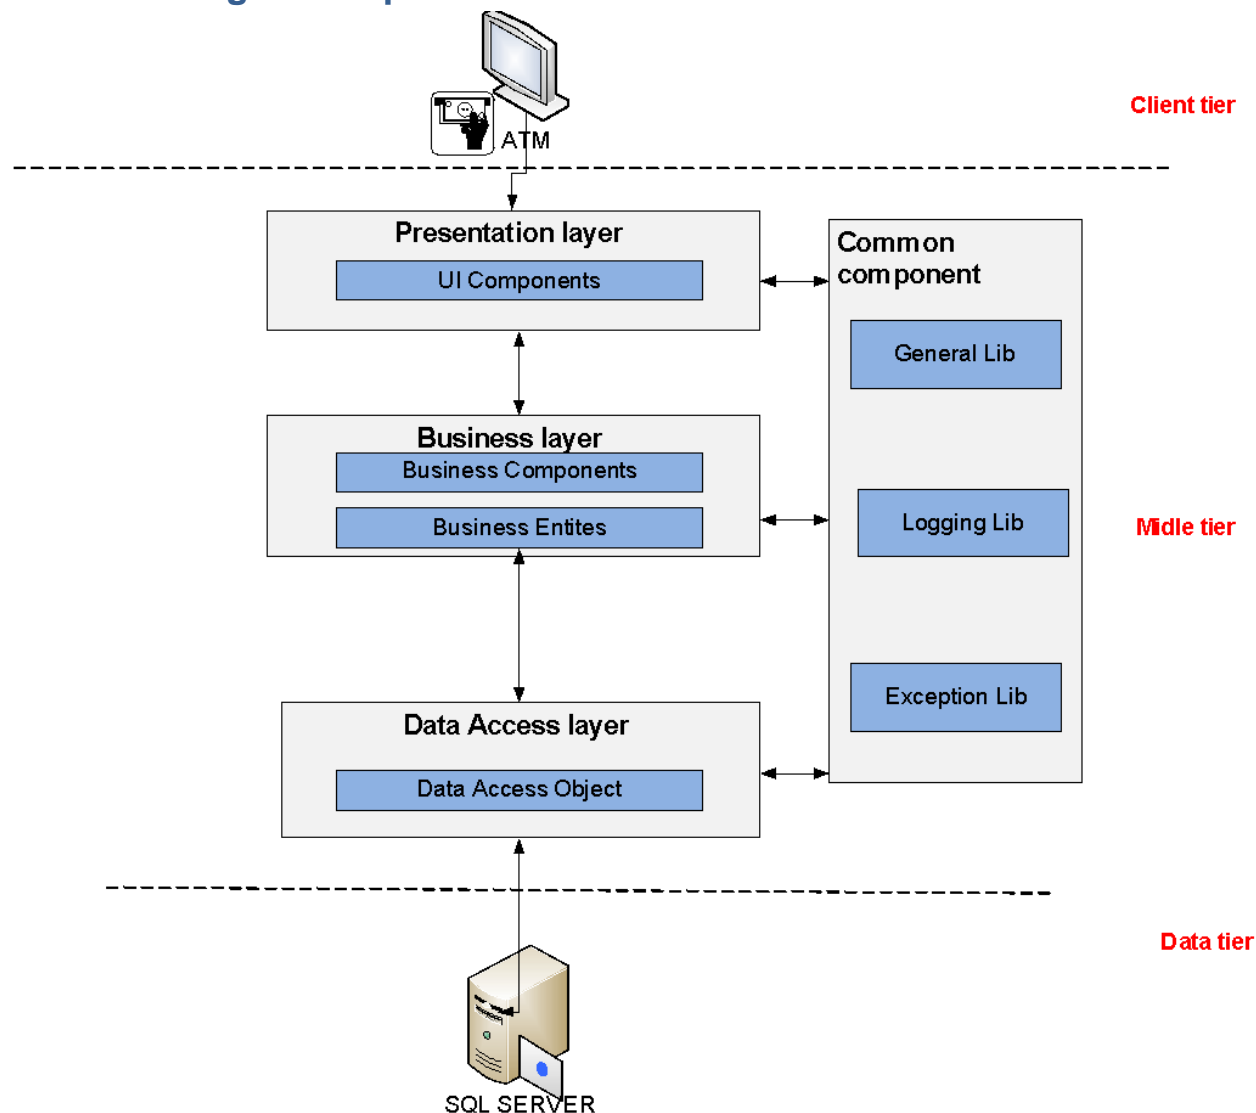 ATM
Client tier
Presentation layer
UI Components
Common
component
General Lib
Business layer
Business Components
Business Entites
Logging Lib
Midle tier
Exception Lib
Data Access layer
Data Access Object
Data tier
SQL SERVER